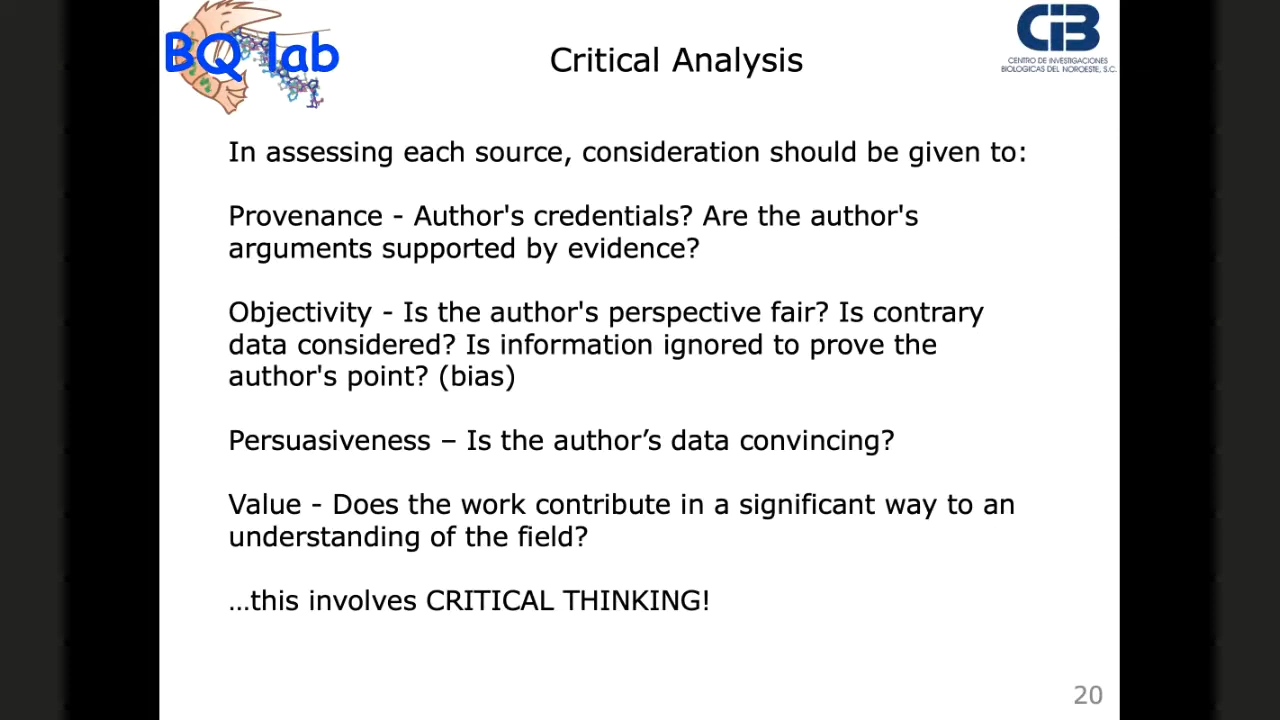 BQ lab
Critical Analysis
CIB
CENTRO DE INVESTIGACIONES
BIOLOGICAS DEL NOROESTE, S.C.
In assessing each source, consideration should be given to:
Provenance - Author's credentials? Are the author's
arguments supported by evidence?
Objectivity - Is the author's perspective fair? Is contrary
data considered? Is information ignored to prove the
author's point? (bias)
Persuasiveness – Is the author’s data convincing?
Value - Does the work contribute in a significant way to an
understanding of the field?
…this involves CRITICAL THINKING!
20